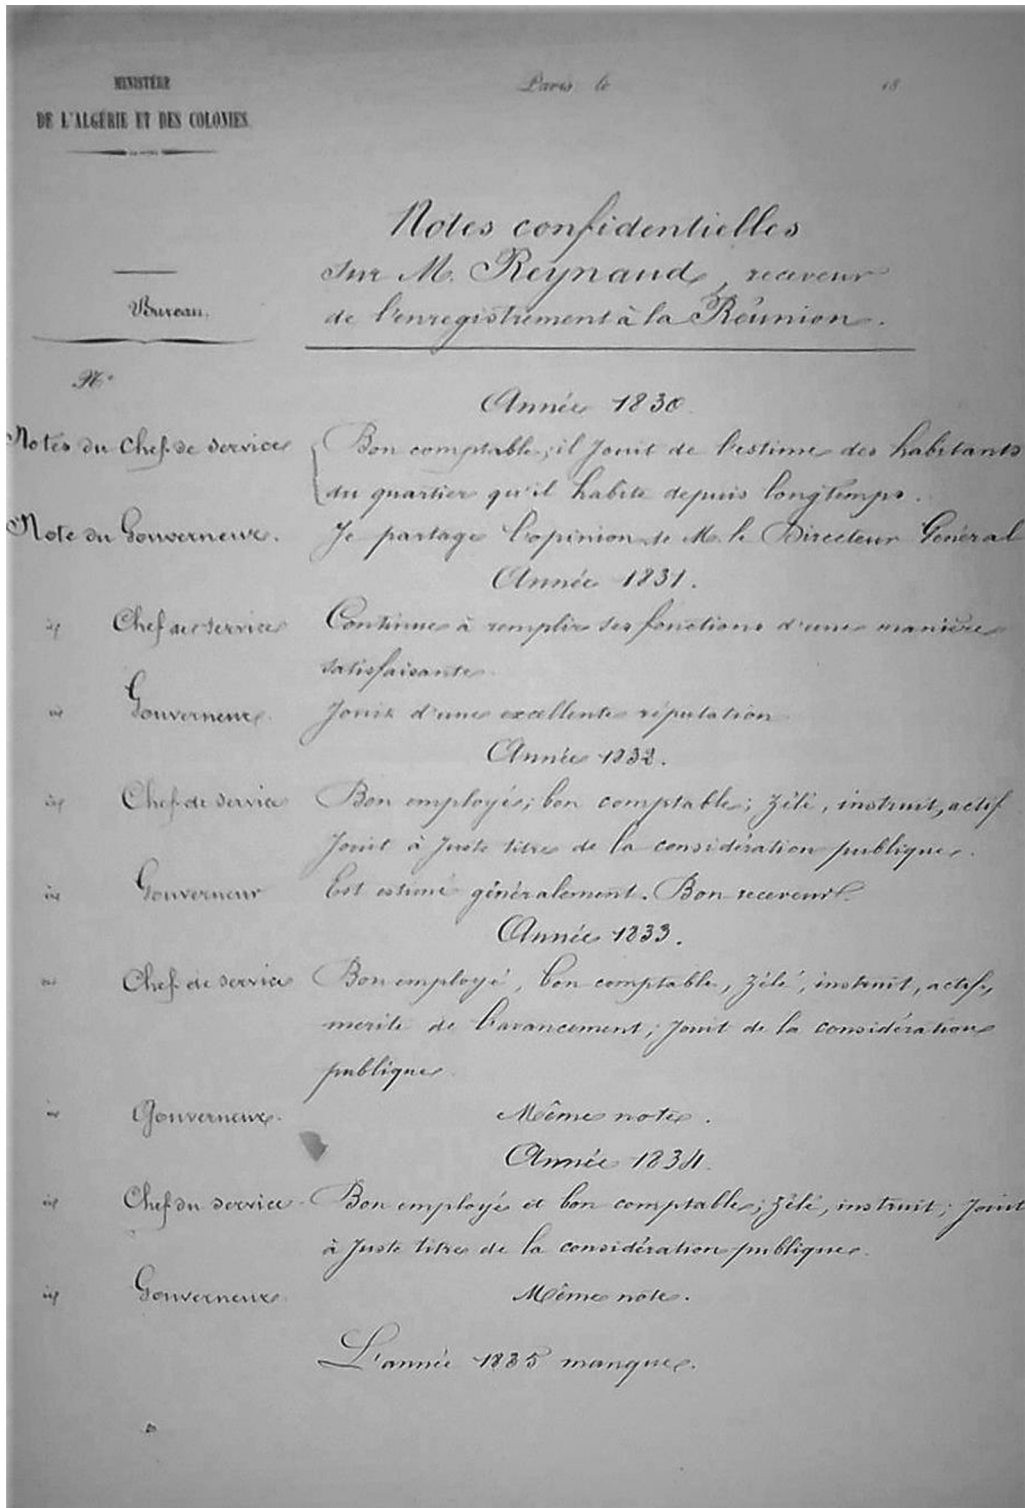 MINISTÈRE
DE L'ALGÉRIE ET DES COLONIES.
Paris le 18
Notes confidentielles
sur M. Reynaud, receveur
de l'enregistrement à la Réunion.
Bureau.
N°
Année 1830.
Notes du Chef de service Bon comptable; il Jouit de l'estime des habitants
du quartier qu'il habite depuis longtemps.
Note du Gouverneur. Je partage l'opinion de M. le Directeur Général
Année 1831.
Chef de service Continue à remplir ses fonctions d'une manière
satisfaisante.
Gouverneur. Jouit d'une excellente réputation
Année 1832.
Chef de service Bon employé; bon comptable; zélé, instruit, actif
Jouit à Juste titre de la considération publique.
Gouverneur Est estimé généralement. Bon receveur.
Année 1833.
Chef de service Bon employé, bon comptable, zélé, instruit, actif,
mérite de l'avancement; Jouit de la considération
publique.
Gouverneur. Même note.
Année 1834.
Chef du service Bon employé et bon comptable; zélé, instruit; Jouit
à Juste titre de la considération publique.
Gouverneur Même note.
L'année 1835 manque.